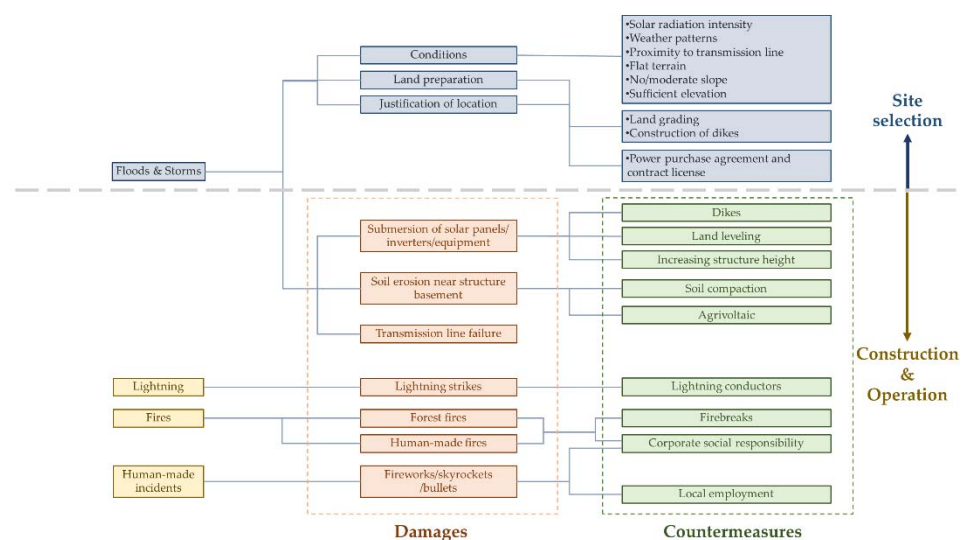 •Solar radiation intensity
•Weather patterns
•Proximity to transmission line
•Flat terrain
•No/moderate slope
•Sufficient elevation
Conditions
Land preparation
Justification of location
•Land grading
•Construction of dikes
•Power purchase agreement and
contract license
Site
selection
Floods & Storms
Submersion of solar panels/
inverters/equipment
Soil erosion near structure
basement
Transmission line failure
Dikes
Land leveling
Increasing structure height
Soil compaction
Agrivoltaic
Construction
&
Operation
Lightning
Lightning strikes
Lightning conductors
Fires
Forest fires
Human-made fires
Firebreaks
Corporate social responsibility
Human-made
incidents
Fireworks/skyrockets
/bullets
Local employment
Damages
Countermeasures